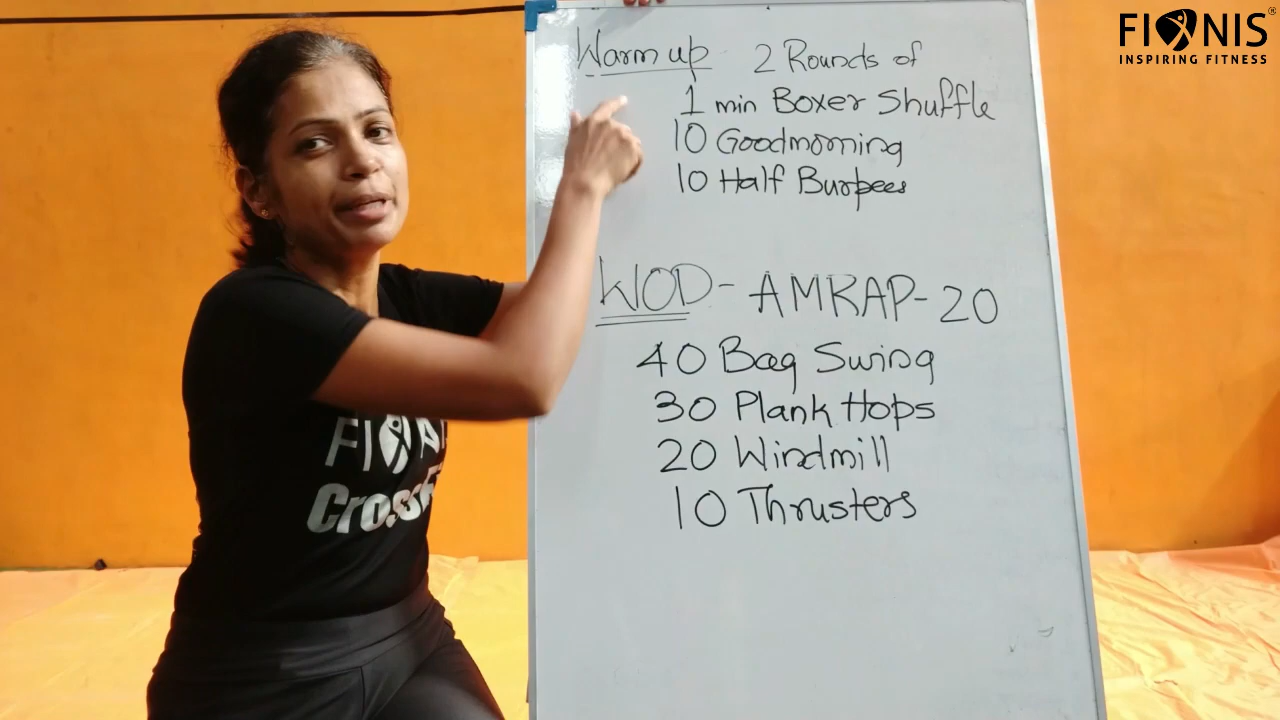 FIONIS®
INSPIRING FITNESS
Warm up 2 Rounds of
1 min Boxer Shuffle
10 Goodmorning
10 Half Burpees
WOD - AMRAP - 20
40 Bag Swing
30 Plank Hops
20 Windmill
10 Thrusters